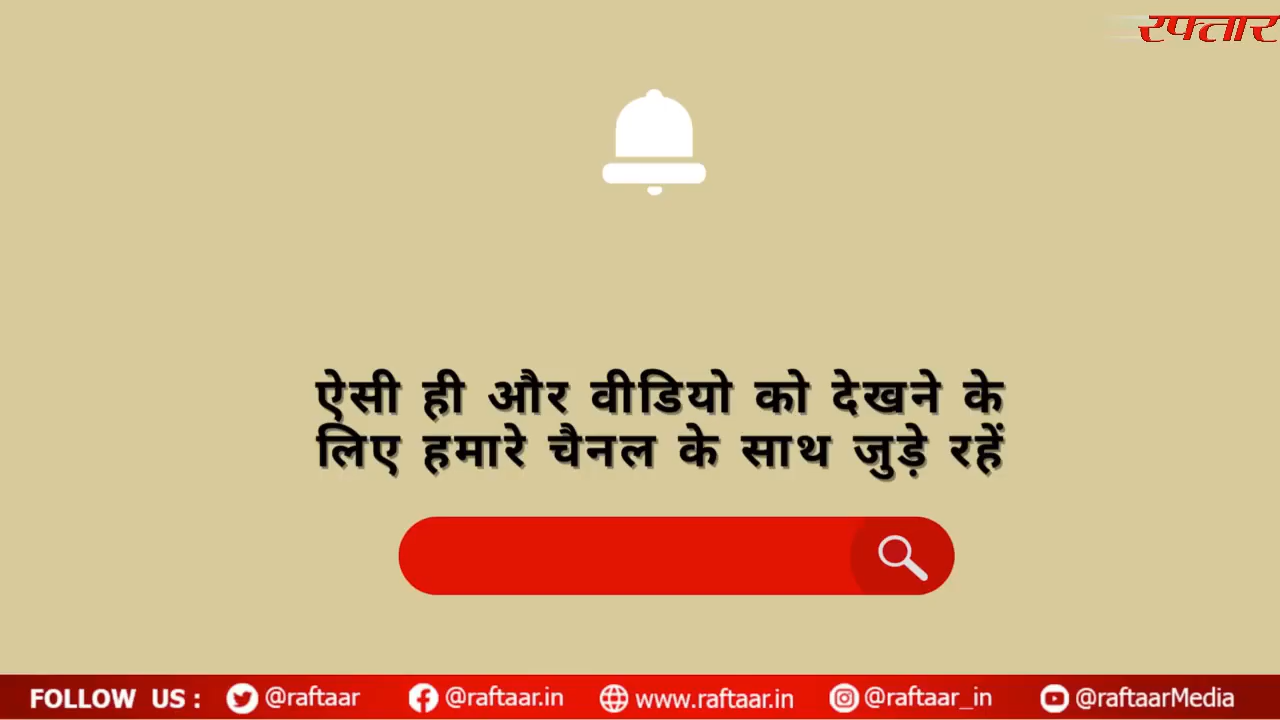 रफ्तार
ऐसी ही और वीडियो को देखने के
लिए हमारे चैनल के साथ जुड़े रहें
FOLLOW US : @raftaar @raftaar.in www.raftaar.in @raftaar_in @raftaarMedia